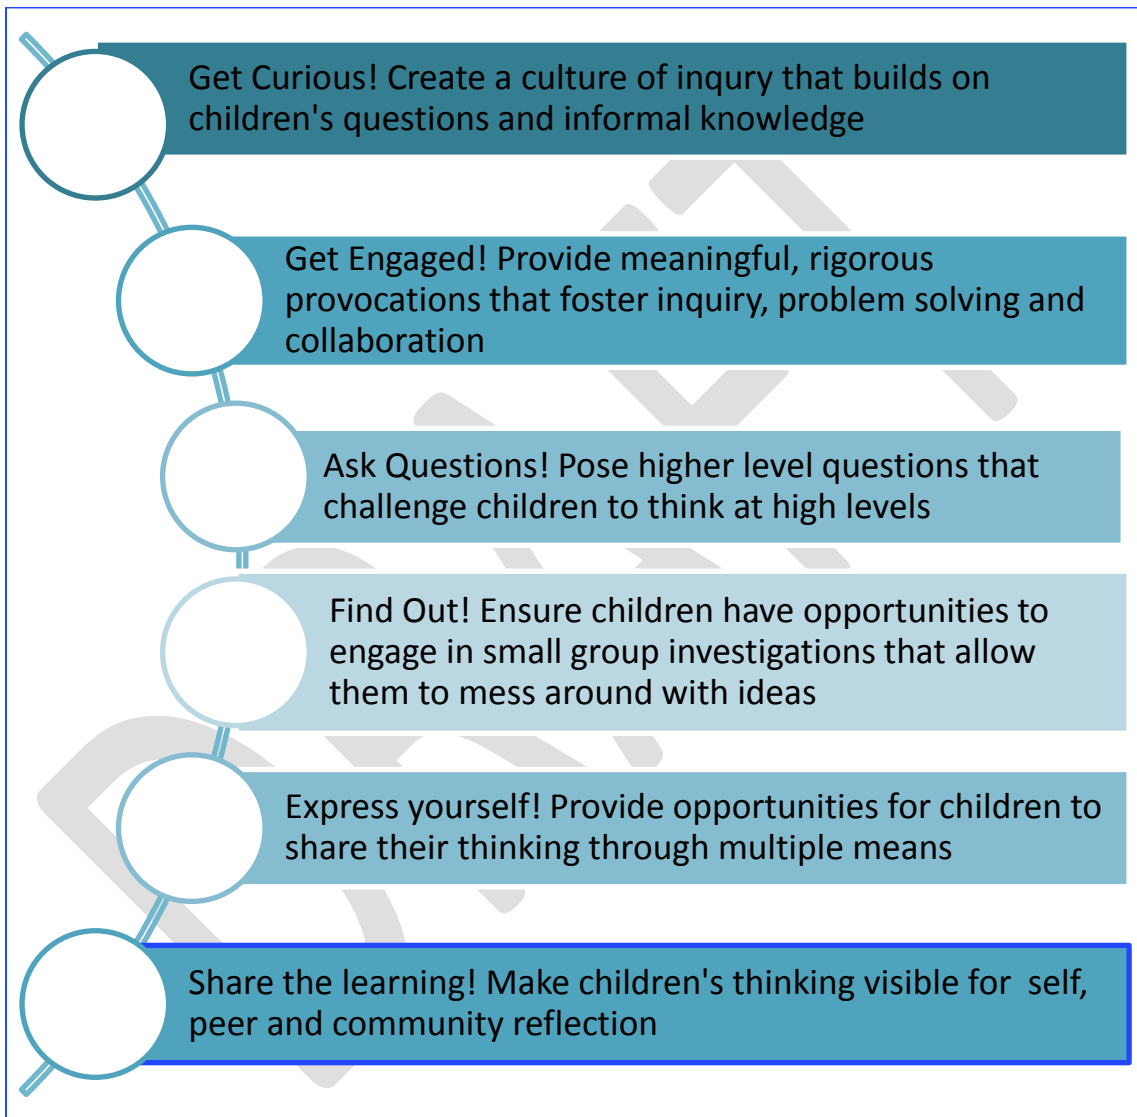 Get Curious! Create a culture of inqury that builds on
children's questions and informal knowledge
Get Engaged! Provide meaningful, rigorous
provocations that foster inquiry, problem solving and
collaboration
Ask Questions! Pose higher level questions that
challenge children to think at high levels
Find Out! Ensure children have opportunities to
engage in small group investigations that allow
them to mess around with ideas
Express yourself! Provide opportunities for children to
share their thinking through multiple means
Share the learning! Make children's thinking visible for  self,
peer and community reflection